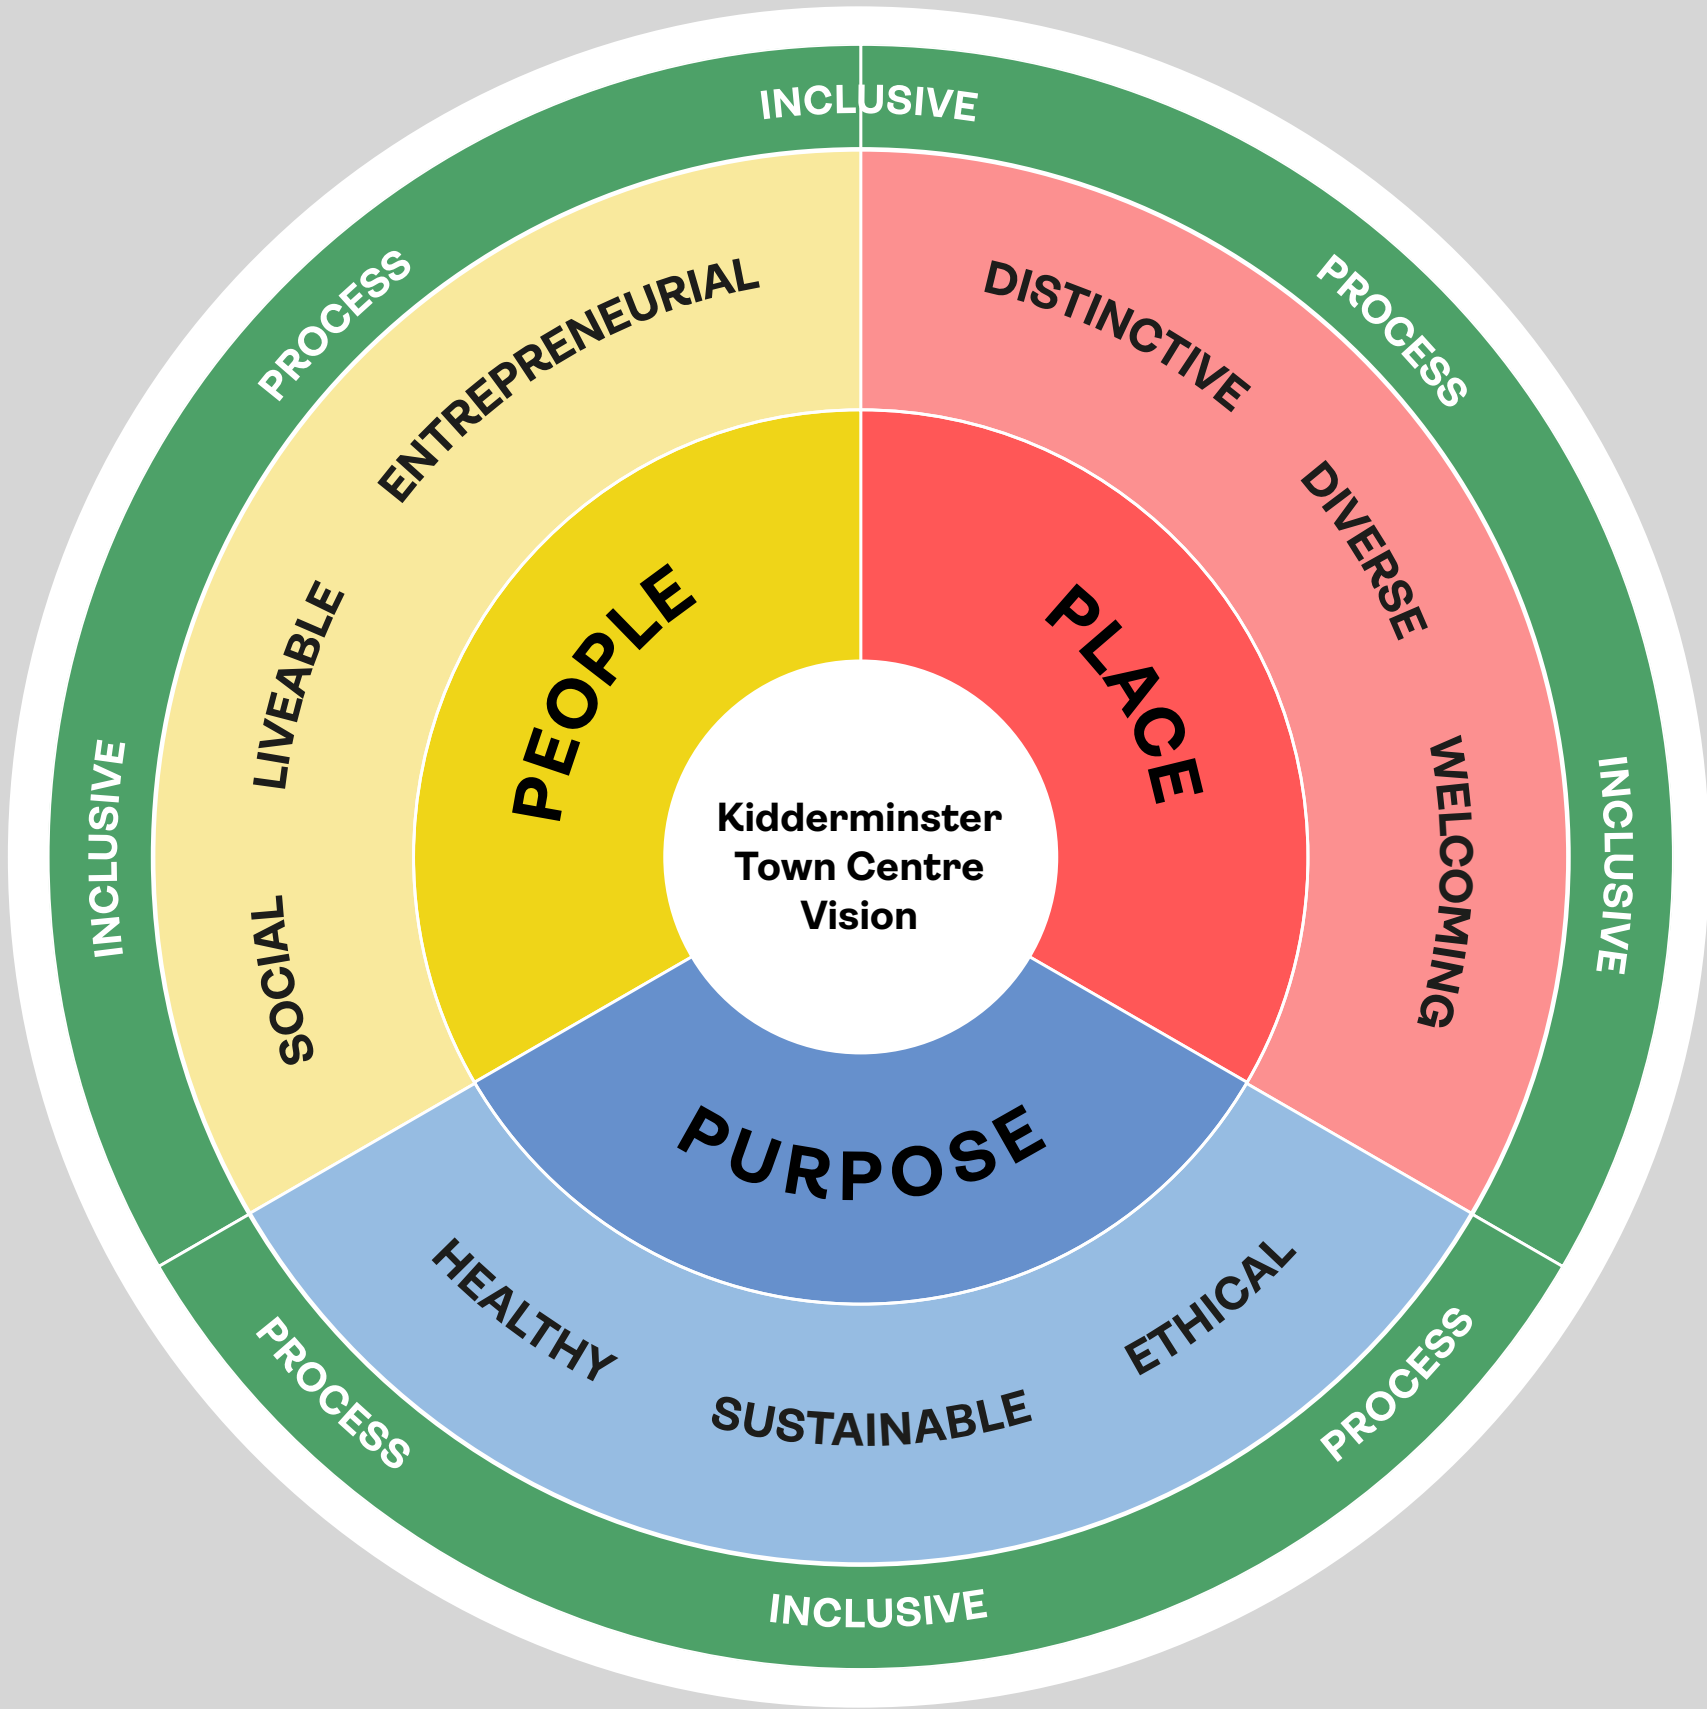 Kidderminster
Town Centre
Vision
PEOPLE
PLACE
PURPOSE
SOCIAL
LIVEABLE
ENTREPRENEURIAL
DISTINCTIVE
DIVERSE
WELCOMING
HEALTHY
SUSTAINABLE
ETHICAL
INCLUSIVE
PROCESS
INCLUSIVE
PROCESS
INCLUSIVE
PROCESS
INCLUSIVE
PROCESS